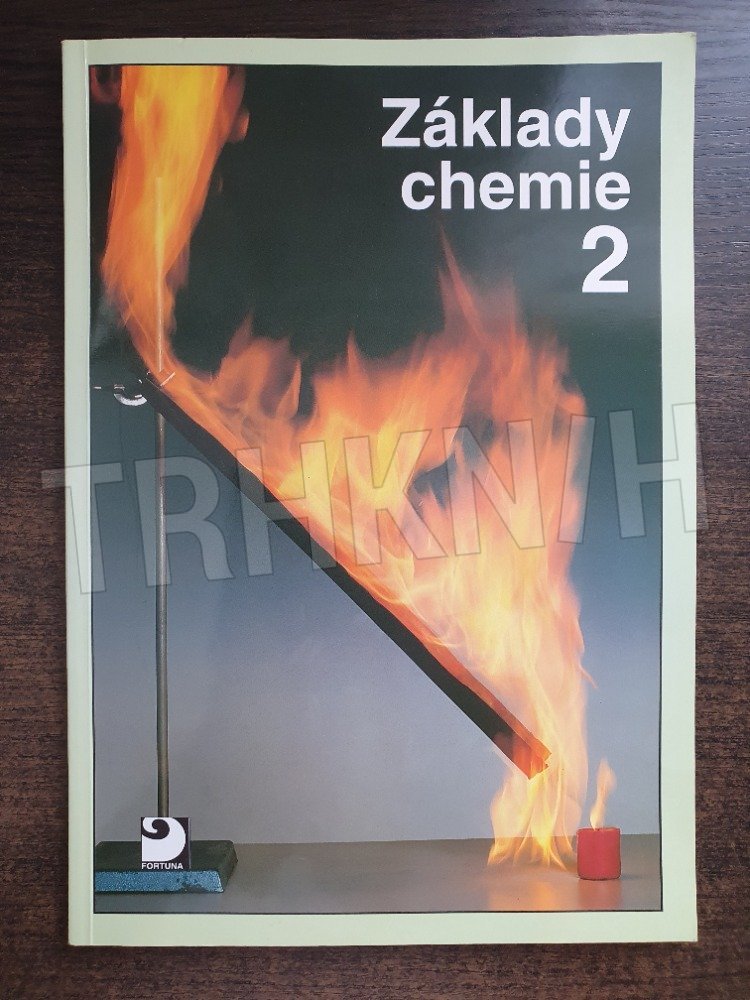 Základy
chemie
2
TRHKNIH
FORTUNA